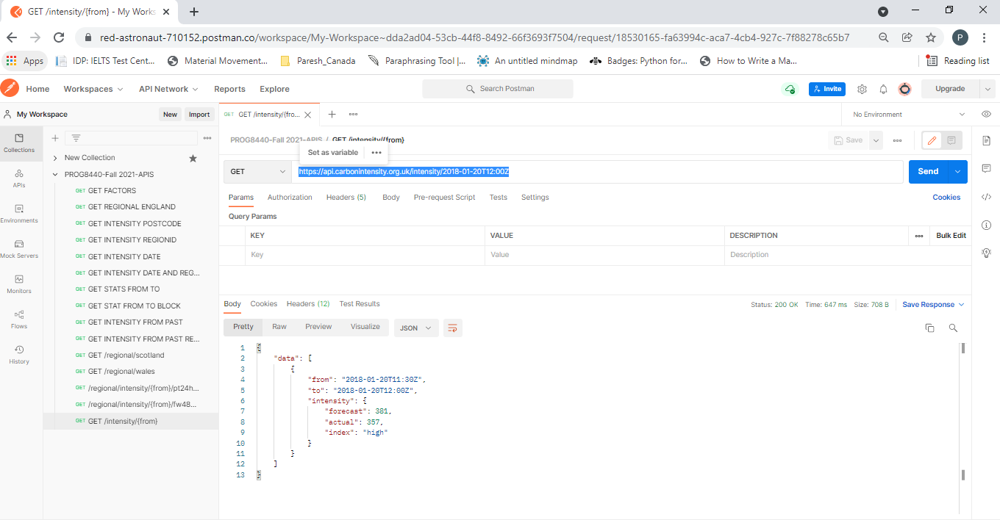 GET /intensity/{from} - My Works
red-astronaut-710152.postman.co/workspace/My-Workspace~dda2ad04-53cb-44f8-8492-66f3693f7504/request/18530165-fa63994c-aca7-4cb4-927c-7f88278c65b7
P
Apps IDP: IELTS Test Cent... Material Movement... Paresh_Canada Paraphrasing Tool |... An untitled mindmap Badges: Python for... How to Write a Ma... Reading list
Home Workspaces API Network Reports Explore Search Postman Invite Upgrade
My Workspace New Import GET GET /intensity/{fro... No Environment
Collections
APIs
Environments
Mock Servers
Monitors
Flows
History
New Collection
PROG8440-Fall 2021-APIS
GET GET FACTORS
GET GET REGIONAL ENGLAND
GET GET INTENSITY POSTCODE
GET GET INTENSITY REGIONID
GET GET INTENSITY DATE
GET GET INTENSITY DATE AND REG...
GET GET STATS FROM TO
GET GET STAT FROM TO BLOCK
GET GET INTENSITY FROM PAST
GET GET INTENSITY FROM PAST RE...
GET GET /regional/scotland
GET GET /regional/wales
GET /regional/intensity/{from}/pt24h...
GET /regional/intensity/{from}/fw48...
GET GET /intensity/{from}
PROG8440-Fall 2021-APIS / GET /intensity/{from}
Save
Set as variable
GET https://api.carbonintensity.org.uk/intensity/2018-01-20T12:00Z Send
Params Authorization Headers (5) Body Pre-request Script Tests Settings Cookies
Query Params
KEY VALUE DESCRIPTION Bulk Edit
Key Value Description
Body Cookies Headers (12) Test Results Status: 200 OK Time: 647 ms Size: 708 B Save Response
Pretty Raw Preview Visualize JSON
1 {
2 "data": [
3 {
4 "from": "2018-01-20T11:30Z",
5 "to": "2018-01-20T12:00Z",
6 "intensity": {
7 "forecast": 381,
8 "actual": 357,
9 "index": "high"
10 }
11 }
12 ]
13 }